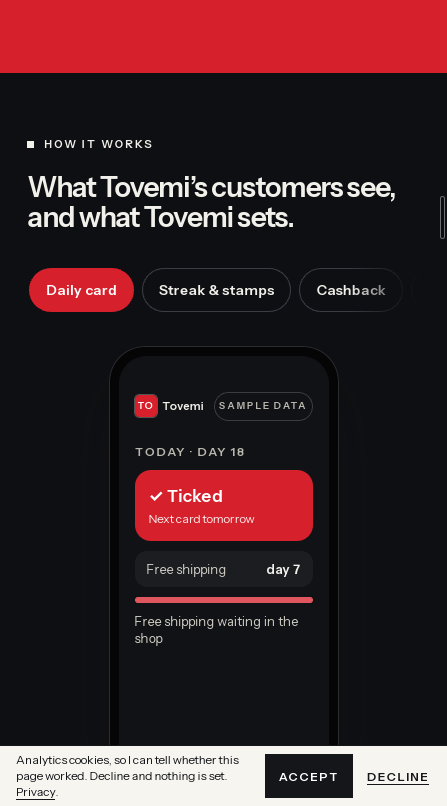 HOW IT WORKS
What Tovemi's customers see,
and what Tovemi sets.
Daily card Streak & stamps Cashback
TO Tovemi SAMPLE DATA
TODAY · DAY 18
✓ Ticked
Next card tomorrow
Free shipping day 7
Free shipping waiting in the
shop
Analytics cookies, so I can tell whether this
page worked. Decline and nothing is set.
Privacy.
ACCEPT DECLINE